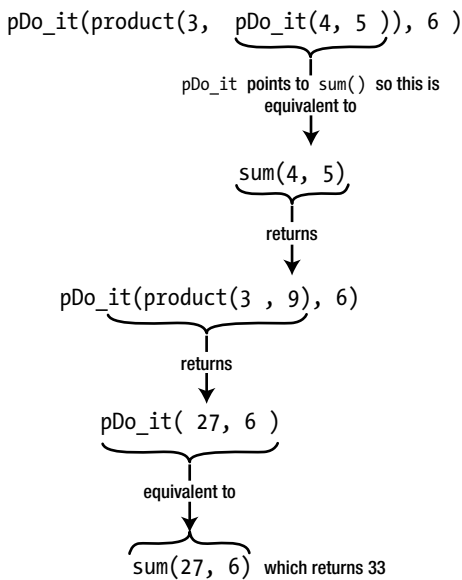 pDo_it(product(3, pDo_it(4, 5 )), 6 )
pDo_it points to sum() so this is
equivalent to
sum(4, 5)
returns
pDo_it(product(3 , 9), 6)
returns
pDo_it( 27, 6 )
equivalent to
sum(27, 6) which returns 33